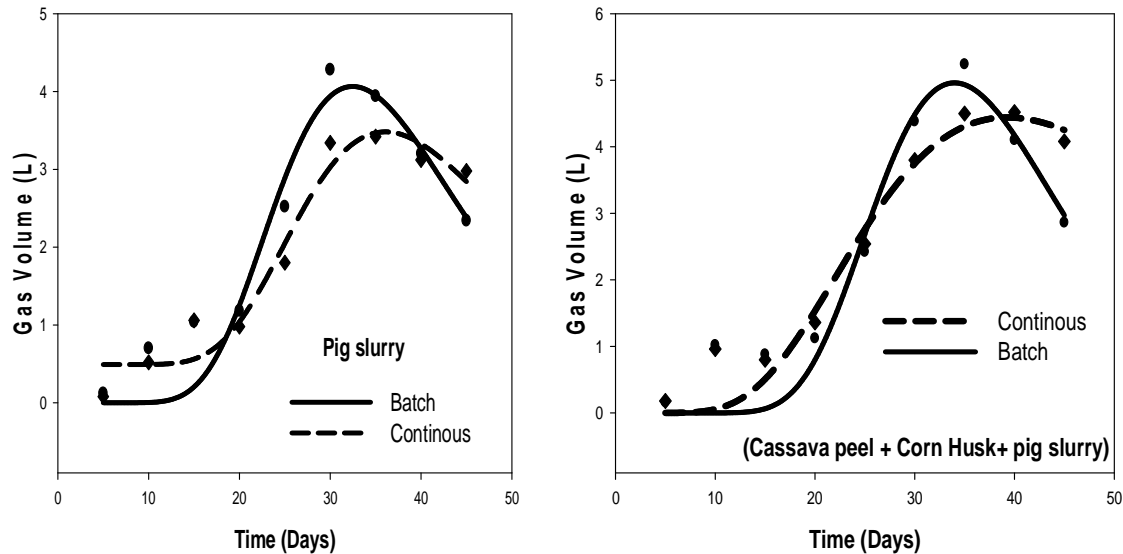 5
4
3
2
1
0
Gas Volume (L)
Pig slurry
Batch
Continous
0 10 20 30 40 50
Time (Days)
6
5
4
3
2
1
0
Gas Volume (L)
Continous
Batch
(Cassava peel + Corn Husk+ pig slurry)
0 10 20 30 40 50
Time (Days)